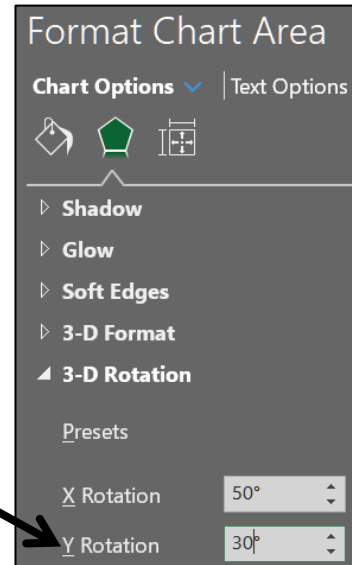 Format Chart Area
Chart Options | Text Options
Shadow
Glow
Soft Edges
3-D Format
3-D Rotation
Presets
X Rotation 50°
Y Rotation 30°